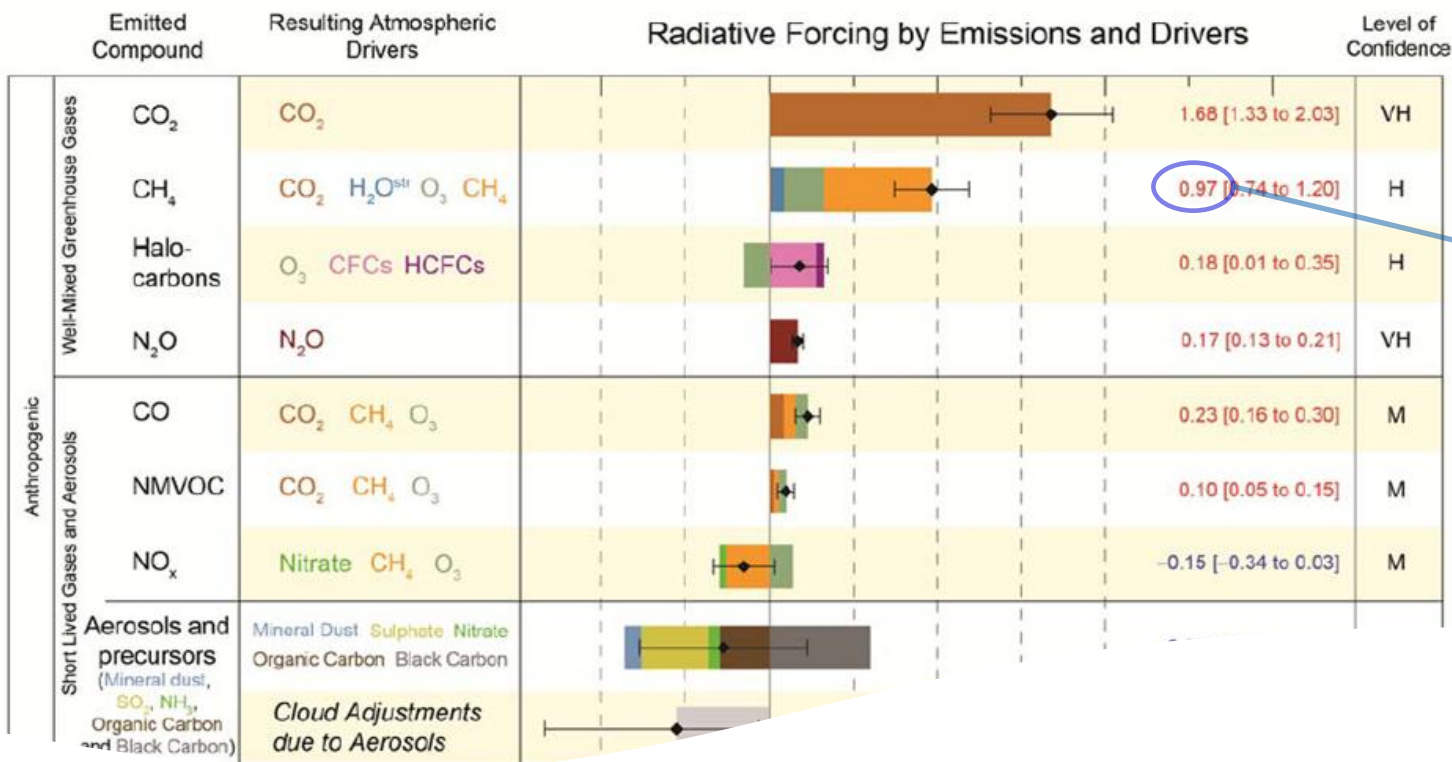 Emitted Compound
Resulting Atmospheric Drivers
Radiative Forcing by Emissions and Drivers
Level of Confidence
Anthropogenic
Well-Mixed Greenhouse Gases
CO₂ CO₂ 1.68 [1.33 to 2.03] VH
CH₄ CO₂ H₂Oˢᵗʳ O₃ CH₄ 0.97 [0.74 to 1.20] H
Halo-
carbons O₃ CFCs HCFCs 0.18 [0.01 to 0.35] H
N₂O N₂O 0.17 [0.13 to 0.21] VH
Short Lived Gases and Aerosols
CO CO₂ CH₄ O₃ 0.23 [0.16 to 0.30] M
NMVOC CO₂ CH₄ O₃ 0.10 [0.05 to 0.15] M
NOₓ Nitrate CH₄ O₃ -0.15 [-0.34 to 0.03] M
Aerosols and
precursors
(Mineral dust,
SO₂, NH₃,
Organic Carbon
and Black Carbon)
Mineral Dust Sulphate Nitrate
Organic Carbon Black Carbon
Cloud Adjustments
due to Aerosols